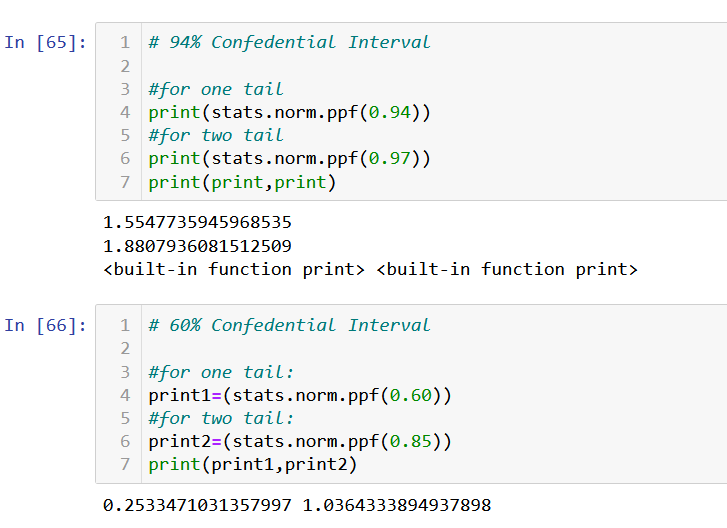 In [65]:
1 # 94% Confedential Interval
2
3 #for one tail
4 print(stats.norm.ppf(0.94))
5 #for two tail
6 print(stats.norm.ppf(0.97))
7 print(print,print)
1.5547735945968535
1.8807936081512509
<built-in function print> <built-in function print>
In [66]:
1 # 60% Confedential Interval
2
3 #for one tail:
4 print1=(stats.norm.ppf(0.60))
5 #for two tail:
6 print2=(stats.norm.ppf(0.85))
7 print(print1,print2)
0.2533471031357997 1.0364333894937898